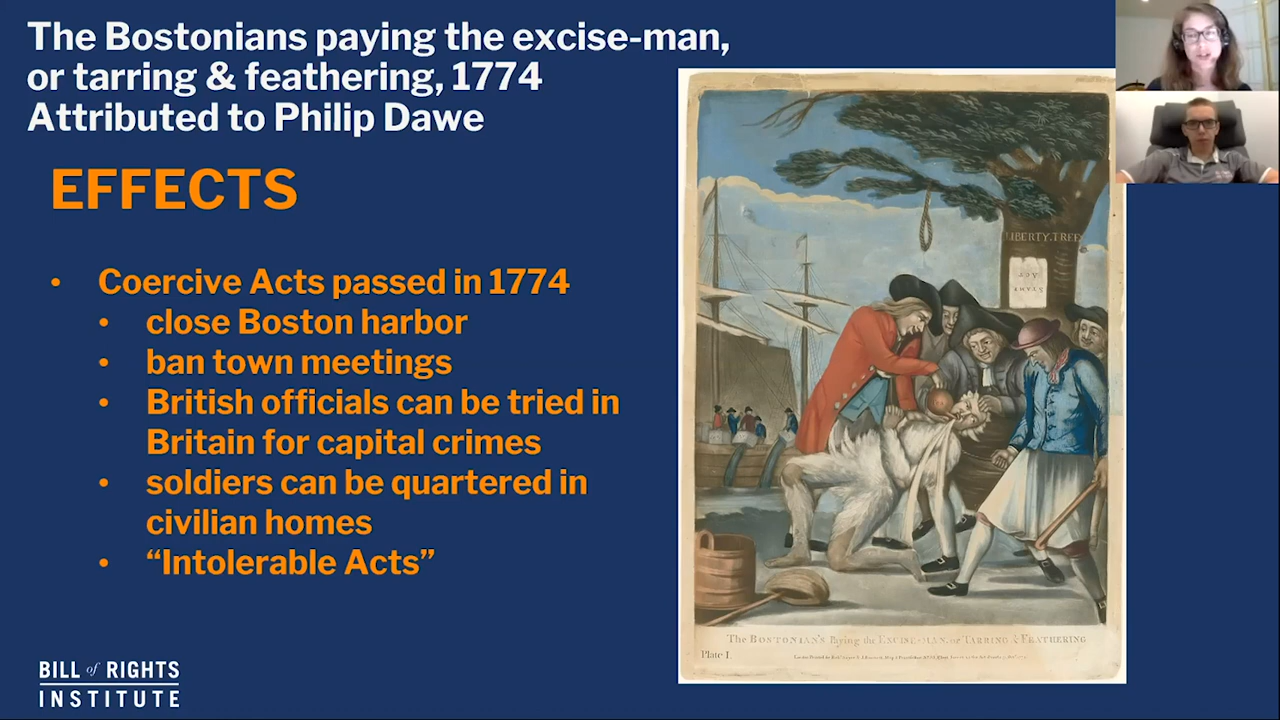 The Bostonians paying the excise-man,
or tarring & feathering, 1774
Attributed to Philip Dawe
EFFECTS
• Coercive Acts passed in 1774
• close Boston harbor
• ban town meetings
• British officials can be tried in
Britain for capital crimes
• soldiers can be quartered in
civilian homes
• “Intolerable Acts”
BILL of RIGHTS
INSTITUTE
LIBERTY TREE
STAMP
ACT
The BOSTONIAN'S Paying the EXCISE-MAN, or TARRING & FEATHERING
Plate I.